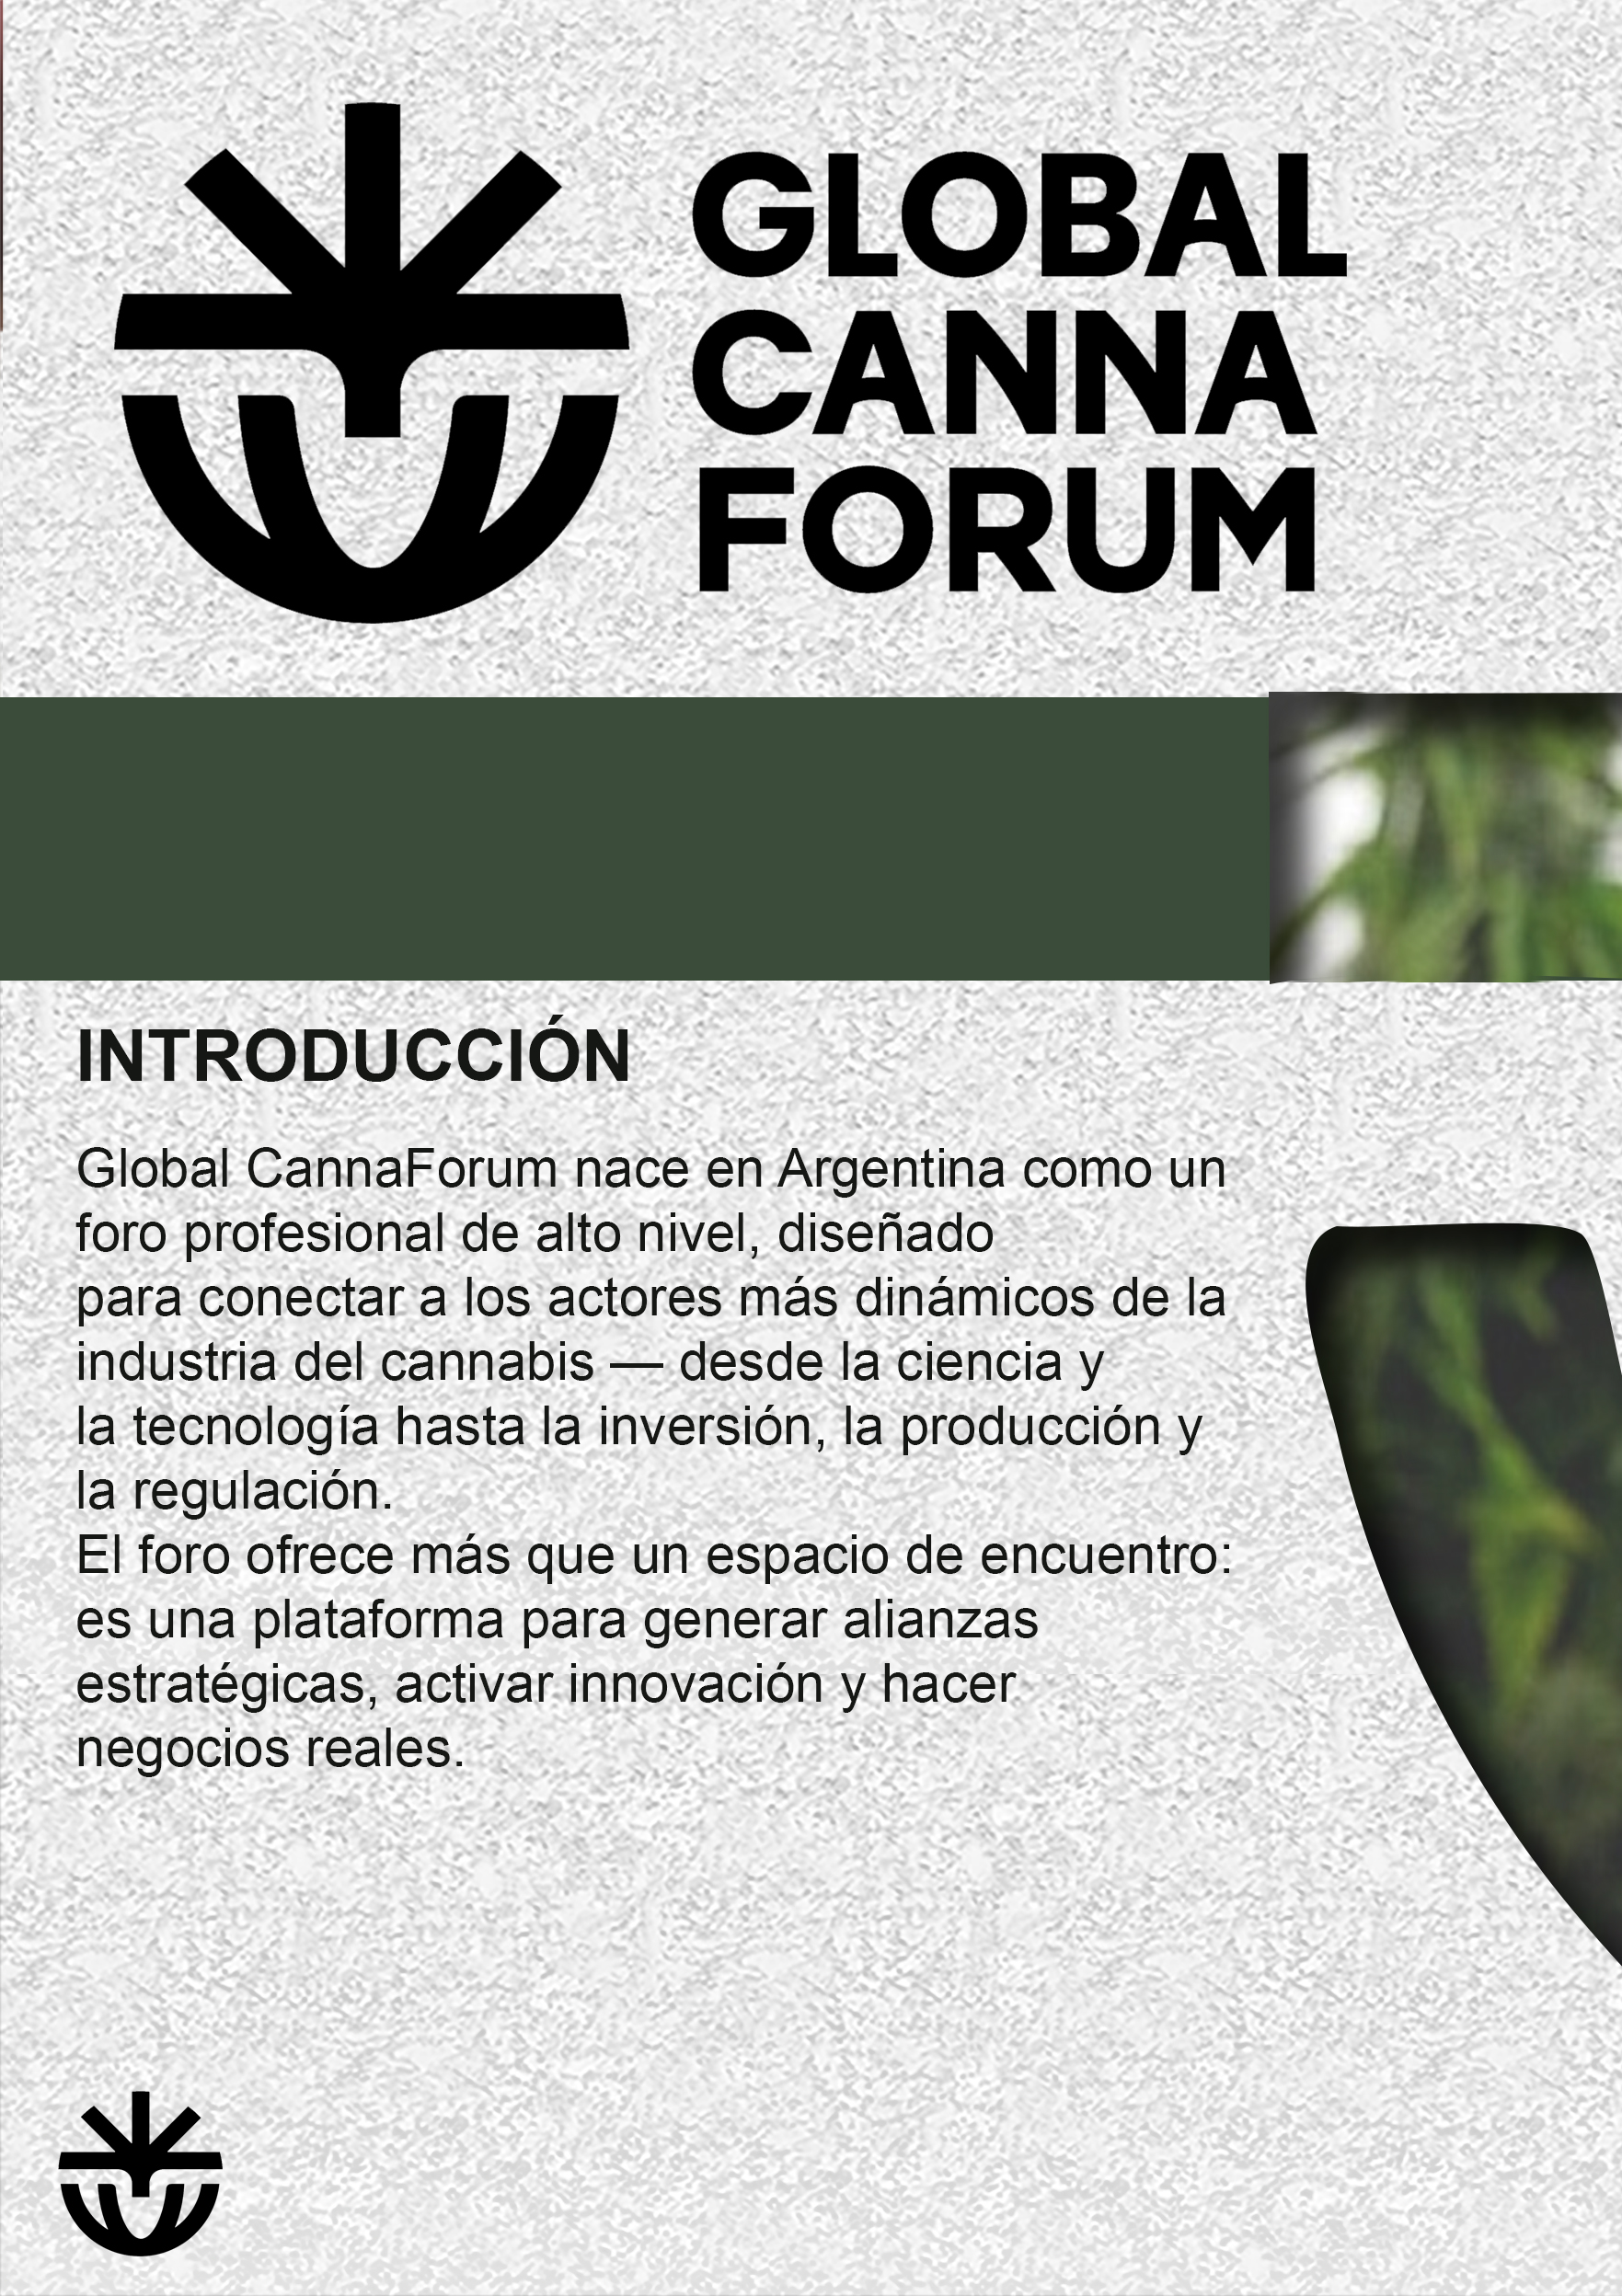 GLOBAL
CANNA
FORUM
INTRODUCCIÓN
Global CannaForum nace en Argentina como un
foro profesional de alto nivel, diseñado
para conectar a los actores más dinámicos de la
industria del cannabis — desde la ciencia y
la tecnología hasta la inversión, la producción y
la regulación.
El foro ofrece más que un espacio de encuentro:
es una plataforma para generar alianzas
estratégicas, activar innovación y hacer
negocios reales.